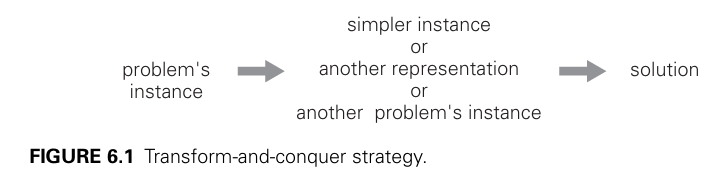 problem's
instance
simpler instance
or
another representation
or
another problem's instance
solution
FIGURE 6.1 Transform-and-conquer strategy.